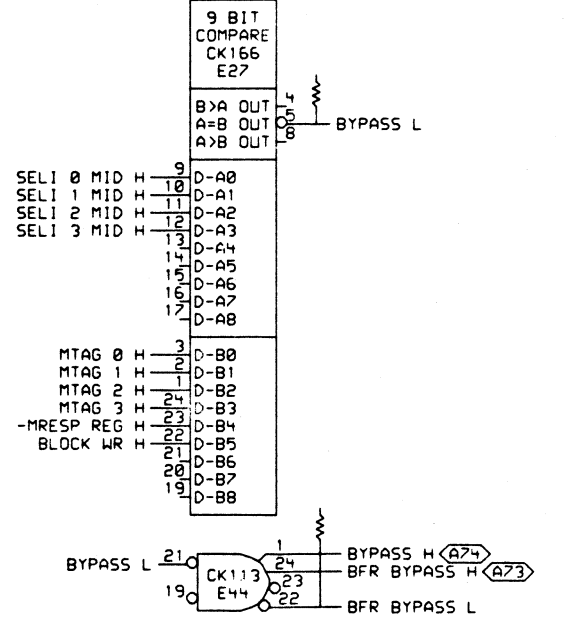 9 BIT
COMPARE
CK166
E27
B>A OUT 4
A=B OUT 5 BYPASS L
A>B OUT 8
SELI 0 MID H 9 D-A0
SELI 1 MID H 10 D-A1
SELI 2 MID H 11 D-A2
SELI 3 MID H 12 D-A3
13 D-A4
14 D-A5
15 D-A6
16 D-A7
17 D-A8
MTAG 0 H 3 D-B0
MTAG 1 H 2 D-B1
MTAG 2 H 1 D-B2
MTAG 3 H 24 D-B3
-MRESP REG H 23 D-B4
BLOCK WR H 22 D-B5
21 D-B6
20 D-B7
19 D-B8
BYPASS L 21
19
CK113
E44
1 BYPASS H A74
24 BFR BYPASS H A73
23
22 BFR BYPASS L